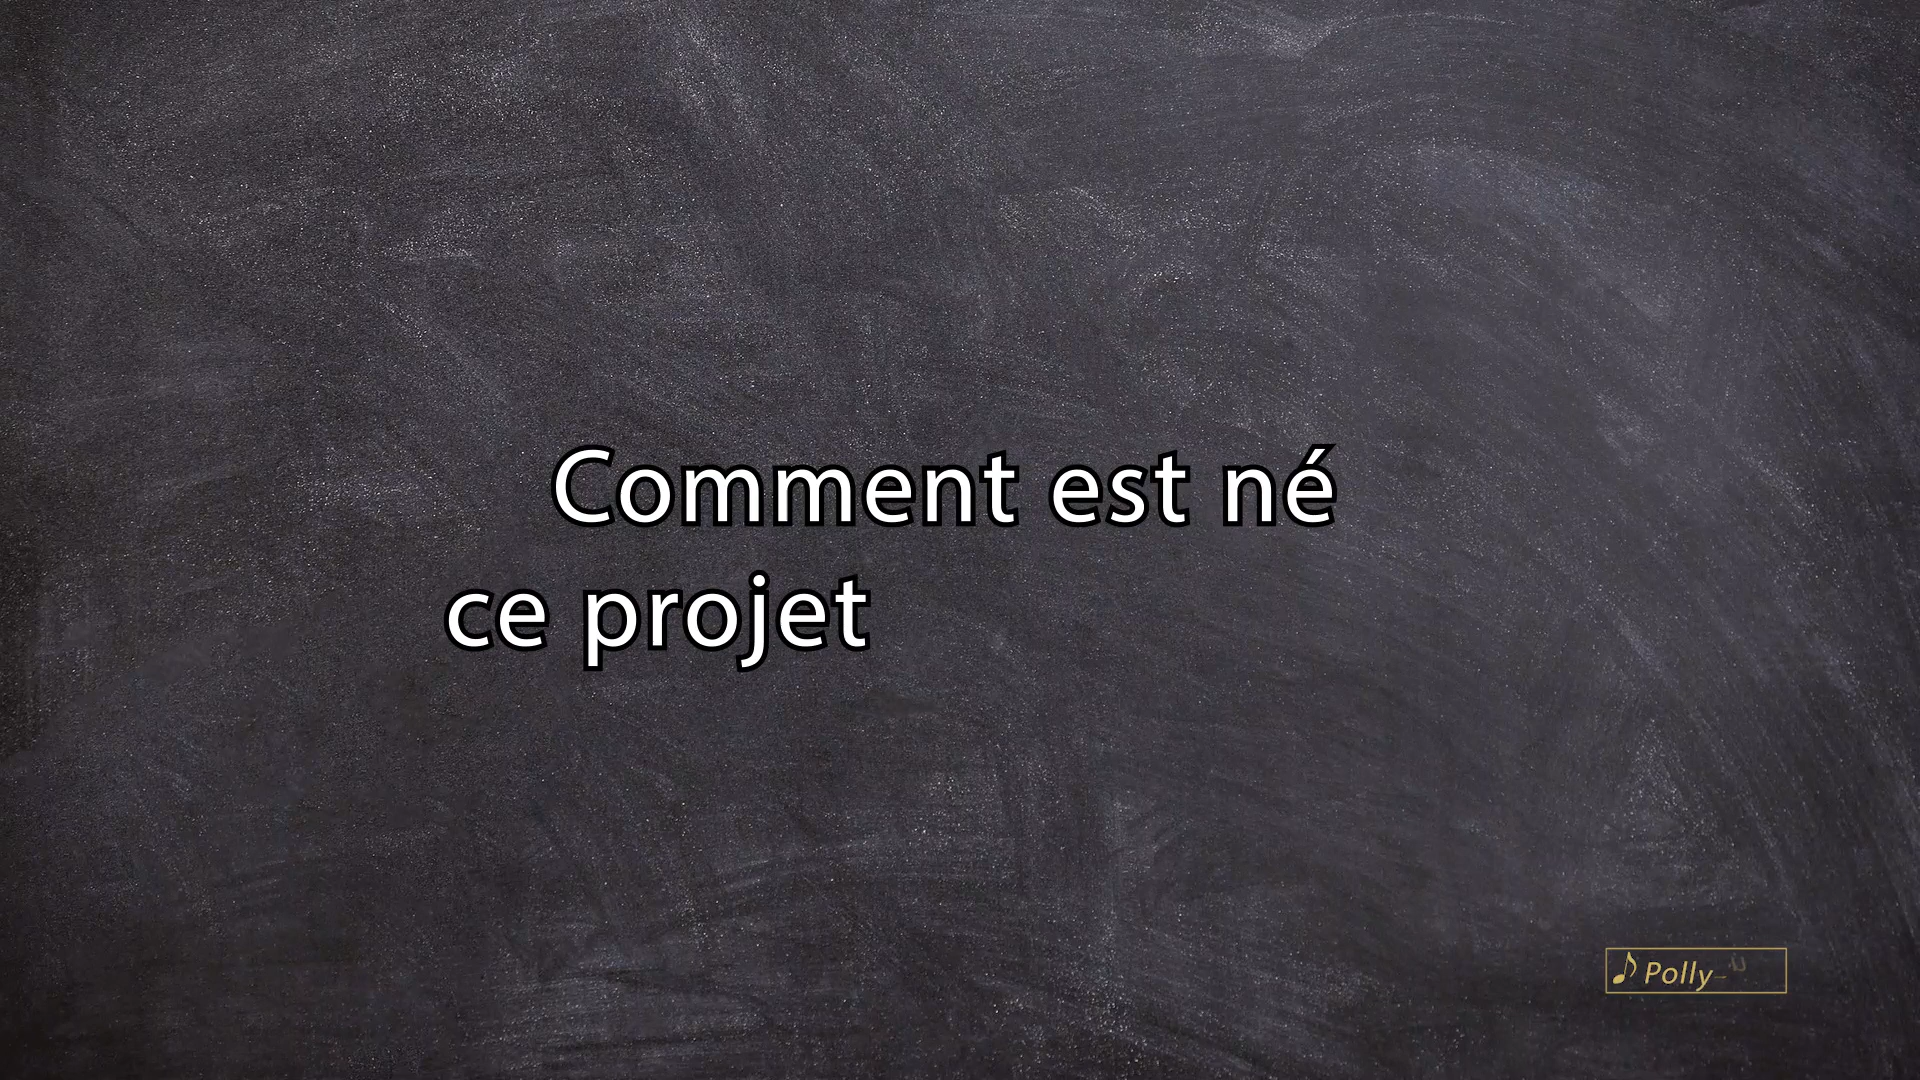 Comment est né
ce projet
♪ Polly-